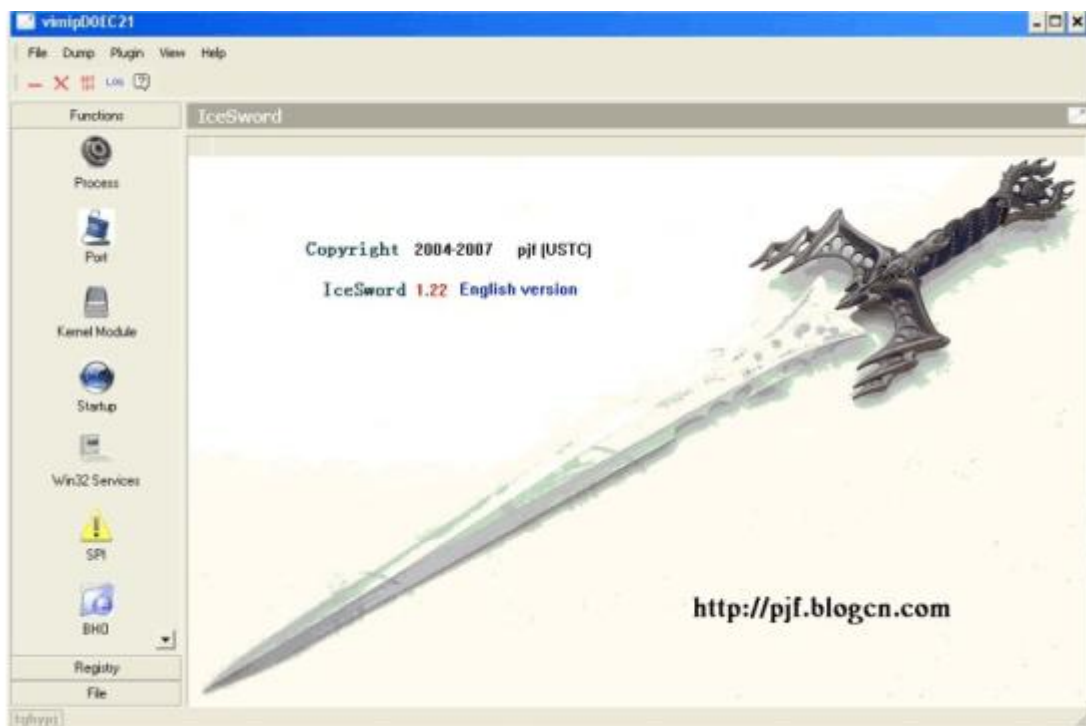 File Dump Plugin View Help
LOG
Functions
IceSword
Process
Port
Kernel Module
Startup
Win32 Services
SPI
BHO
Registry
File
Copyright 2004-2007 pjf (USTC)
IceSword 1.22 English version
http://pjf.blogcn.com